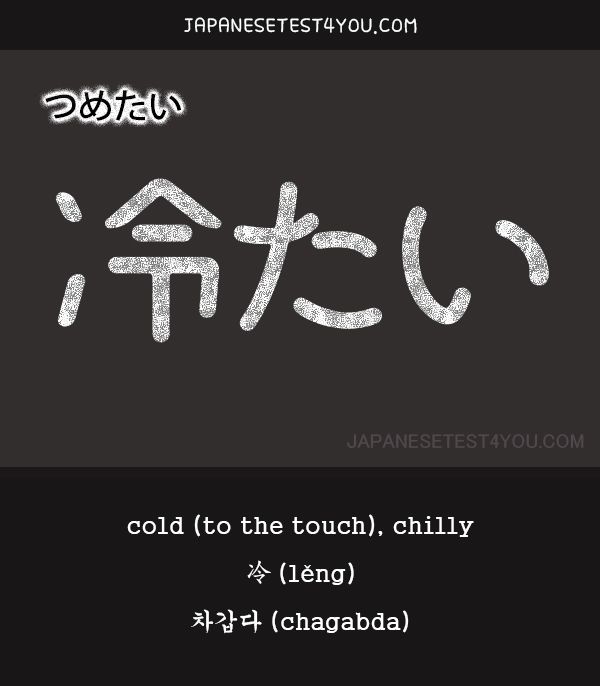 JAPANESETEST4YOU.COM
つめたい
冷たい
JAPANESETEST4YOU.COM
cold (to the touch), chilly
冷 (lěng)
차갑다 (chagabda)